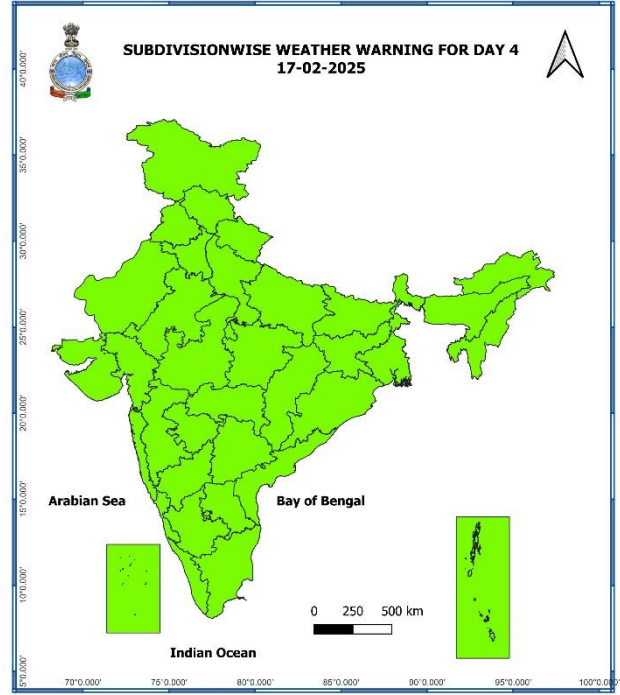 SUBDIVISIONWISE WEATHER WARNING FOR DAY 4
17-02-2025
40°0.000'
35°0.000'
30°0.000'
25°0.000'
20°0.000'
15°0.000'
10°0.000'
5°0.000'
Arabian Sea
Bay of Bengal
0 250 500 km
Indian Ocean
70°0.000' 75°0.000' 80°0.000' 85°0.000' 90°0.000' 95°0.000' 100°0.000'